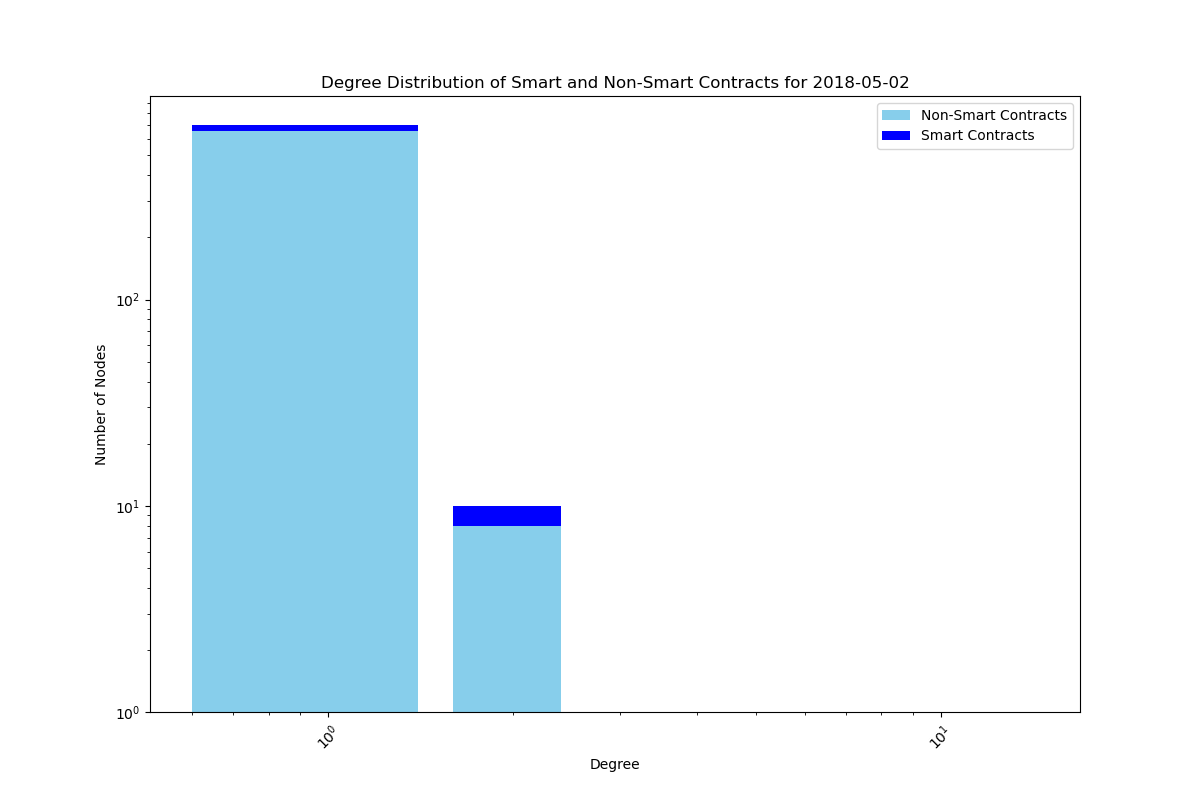 Degree Distribution of Smart and Non-Smart Contracts for 2018-05-02
Non-Smart Contracts
Smart Contracts
Number of Nodes
10²
10¹
10⁰
10⁰
10¹
Degree